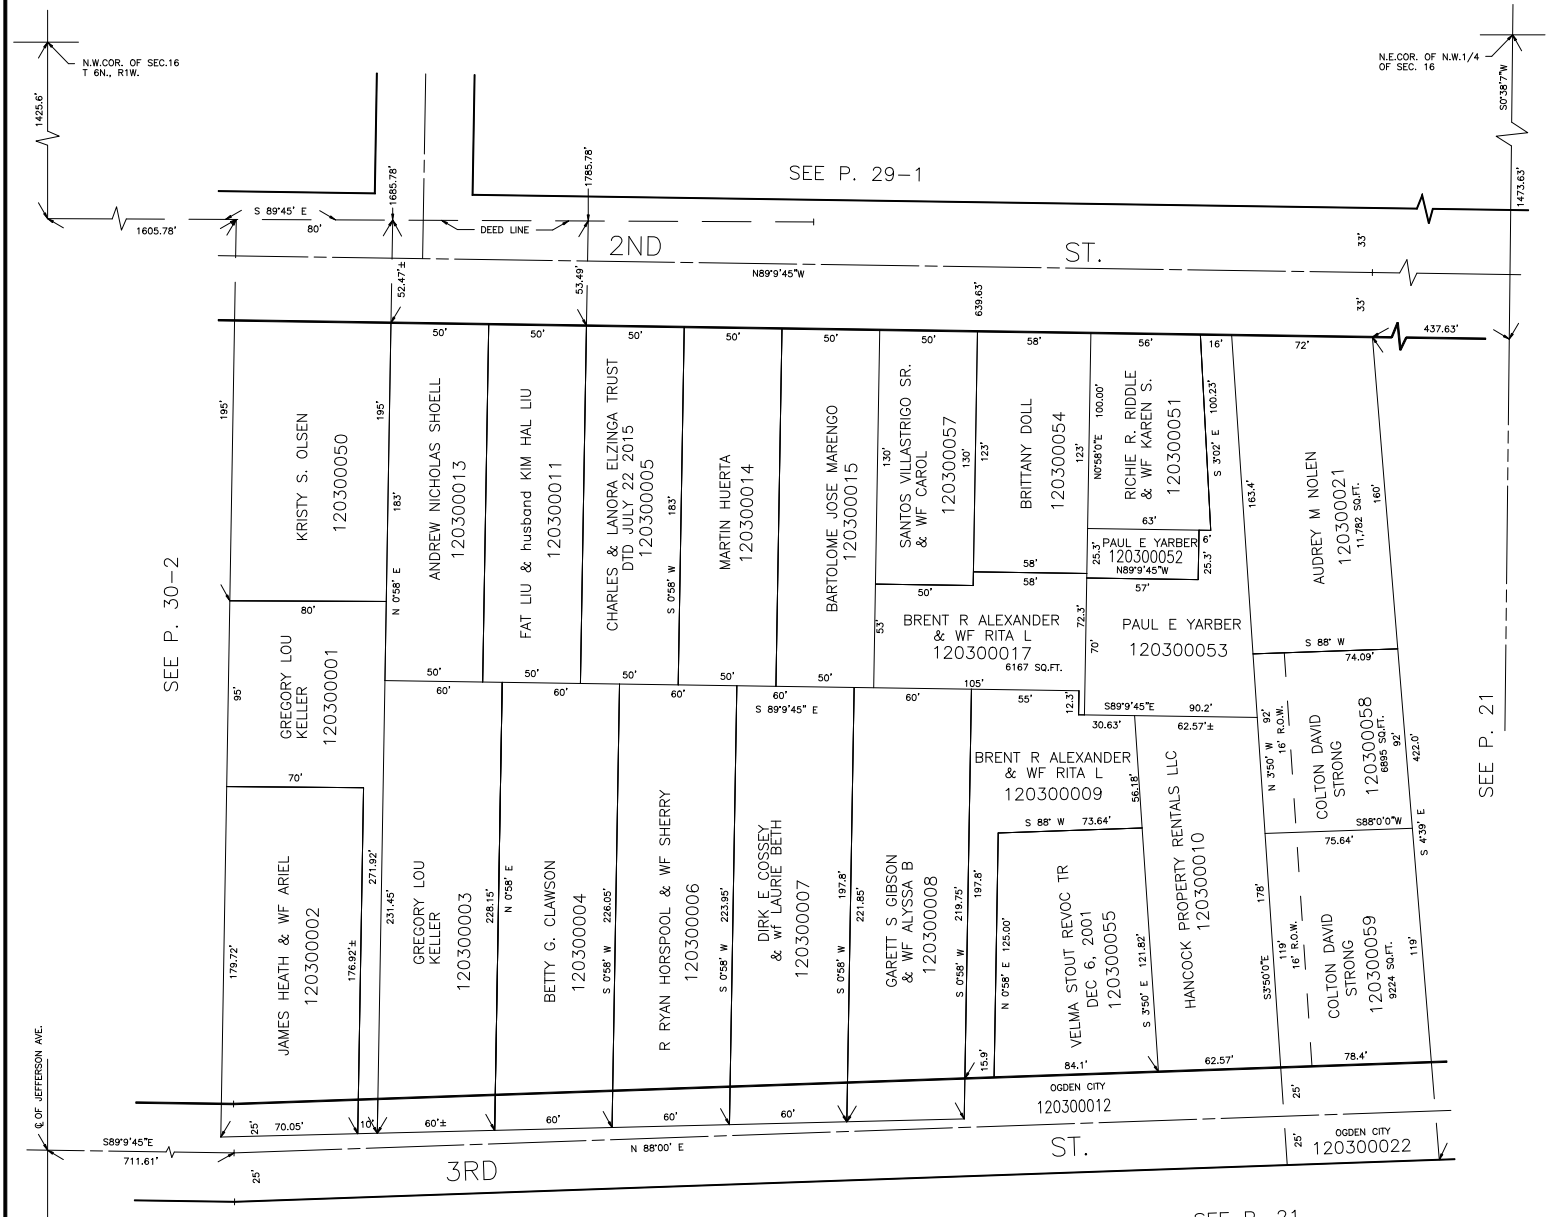 N.W.COR. OF SEC.16
T 6N., R1W.
N.E.COR. OF N.W.1/4
OF SEC. 16
1425.6'
S0°38'7"W
1473.63'
SEE P. 29-1
1685.78'
1785.78'
S 89°45' E
80'
1605.78'
DEED LINE
2ND
ST.
N89°9'45"W
33'
33'
52.47'±
53.49'
639.63'
437.63'
50'
50'
50'
50'
50'
50'
58'
56'
16'
72'
195'
KRISTY S. OLSEN
120300050
195'
183'
N 0°58' E
ANDREW NICHOLAS SHOELL
120300013
FAT LIU & husband KIM HAL LIU
120300011
CHARLES & LANORA ELZINGA TRUST
DTD JULY 22 2015
120300005
183'
S 0°58' W
MARTIN HUERTA
120300014
BARTOLOME JOSE MARENGO
120300015
130'
SANTOS VILLASTRIGO SR.
& WF CAROL
120300057
130'
123'
BRITTANY DOLL
120300054
123'
N0°58'0"E 100.00'
RICHIE R. RIDDLE
& WF KAREN S.
120300051
S 3°02' E 100.23'
163.4'
AUDREY M NOLEN
120300021
11,782 SQ.FT.
160'
63'
25.3'
PAUL E YARBER
120300052
N89°9'45"W
6'
25.3'
58'
58'
57'
50'
SEE P. 30-2
80'
GREGORY LOU
KELLER
120300001
95'
53'
BRENT R ALEXANDER
& WF RITA L
120300017
6167 SQ.FT.
72.3'
70'
PAUL E YARBER
120300053
S 88° W
74.09'
50'
50'
50'
50'
50'
105'
60'
60'
60'
60'
60'
55'
12.3'
S 89°9'45" E
S89°9'45"E
90.2'
30.63'
62.57'±
92'
16' R.O.W.
N 3°50' W
COLTON DAVID
STRONG
120300058
6895 SQ.FT.
92'
422.0'
S 4°39' E
SEE P. 21
70'
BRENT R ALEXANDER
& WF RITA L
120300009
56.18'
S 88° W 73.64'
S88°0'0"W
75.64'
179.72'
JAMES HEATH & WF ARIEL
120300002
176.92'±
271.92'
231.45'
GREGORY LOU
KELLER
120300003
228.15'
N 0°58' E
BETTY G. CLAWSON
120300004
S 0°58' W 226.05'
R RYAN HORSPOOL & WF SHERRY
120300006
S 0°58' W 223.95'
DIRK E COSSEY
& wf LAURIE BETH
120300007
S 0°58' W 197.8'
221.85'
GARETT S GIBSON
& WF ALYSSA B
120300008
S 0°58' W 219.75'
197.8'
N 0°58' E 125.00'
VELMA STOUT REVOC TR
DEC 6, 2001
120300055
S 3°50' E 121.82'
HANCOCK PROPERTY RENTALS LLC
120300010
178'
S3°50'0"E
119'
16' R.O.W.
COLTON DAVID
STRONG
120300059
9224 SQ.FT.
119'
15.9'
84.1'
62.57'
78.4'
℄ OF JEFFERSON AVE.
OGDEN CITY
120300012
25'
25'
70.05'
10'
60'±
60'
60'
60'
N 88°00' E
S89°9'45"E
711.61'
25'
3RD
ST.
25'
OGDEN CITY
120300022
SEE P. 21